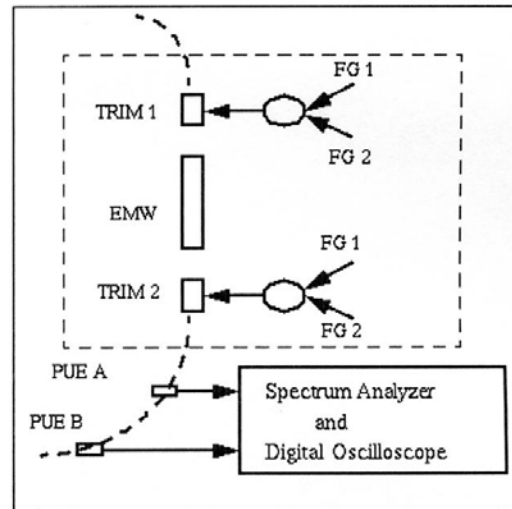 FG 1
TRIM 1
FG 2
EMW
FG 1
TRIM 2
FG 2
PUE A
Spectrum Analyzer
and
PUE B
Digital Oscilloscope